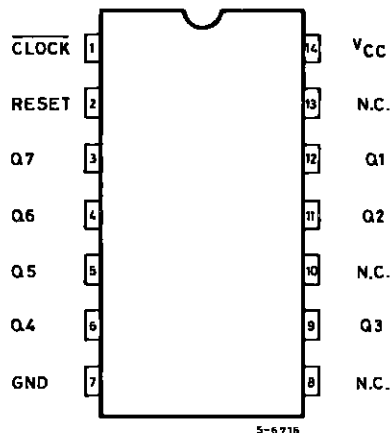 CLOCK 1 14 VCC
RESET 2 13 N.C.
Q7 3 12 Q1
Q6 4 11 Q2
Q5 5 10 N.C.
Q4 6 9 Q3
GND 7 8 N.C.
5-6716